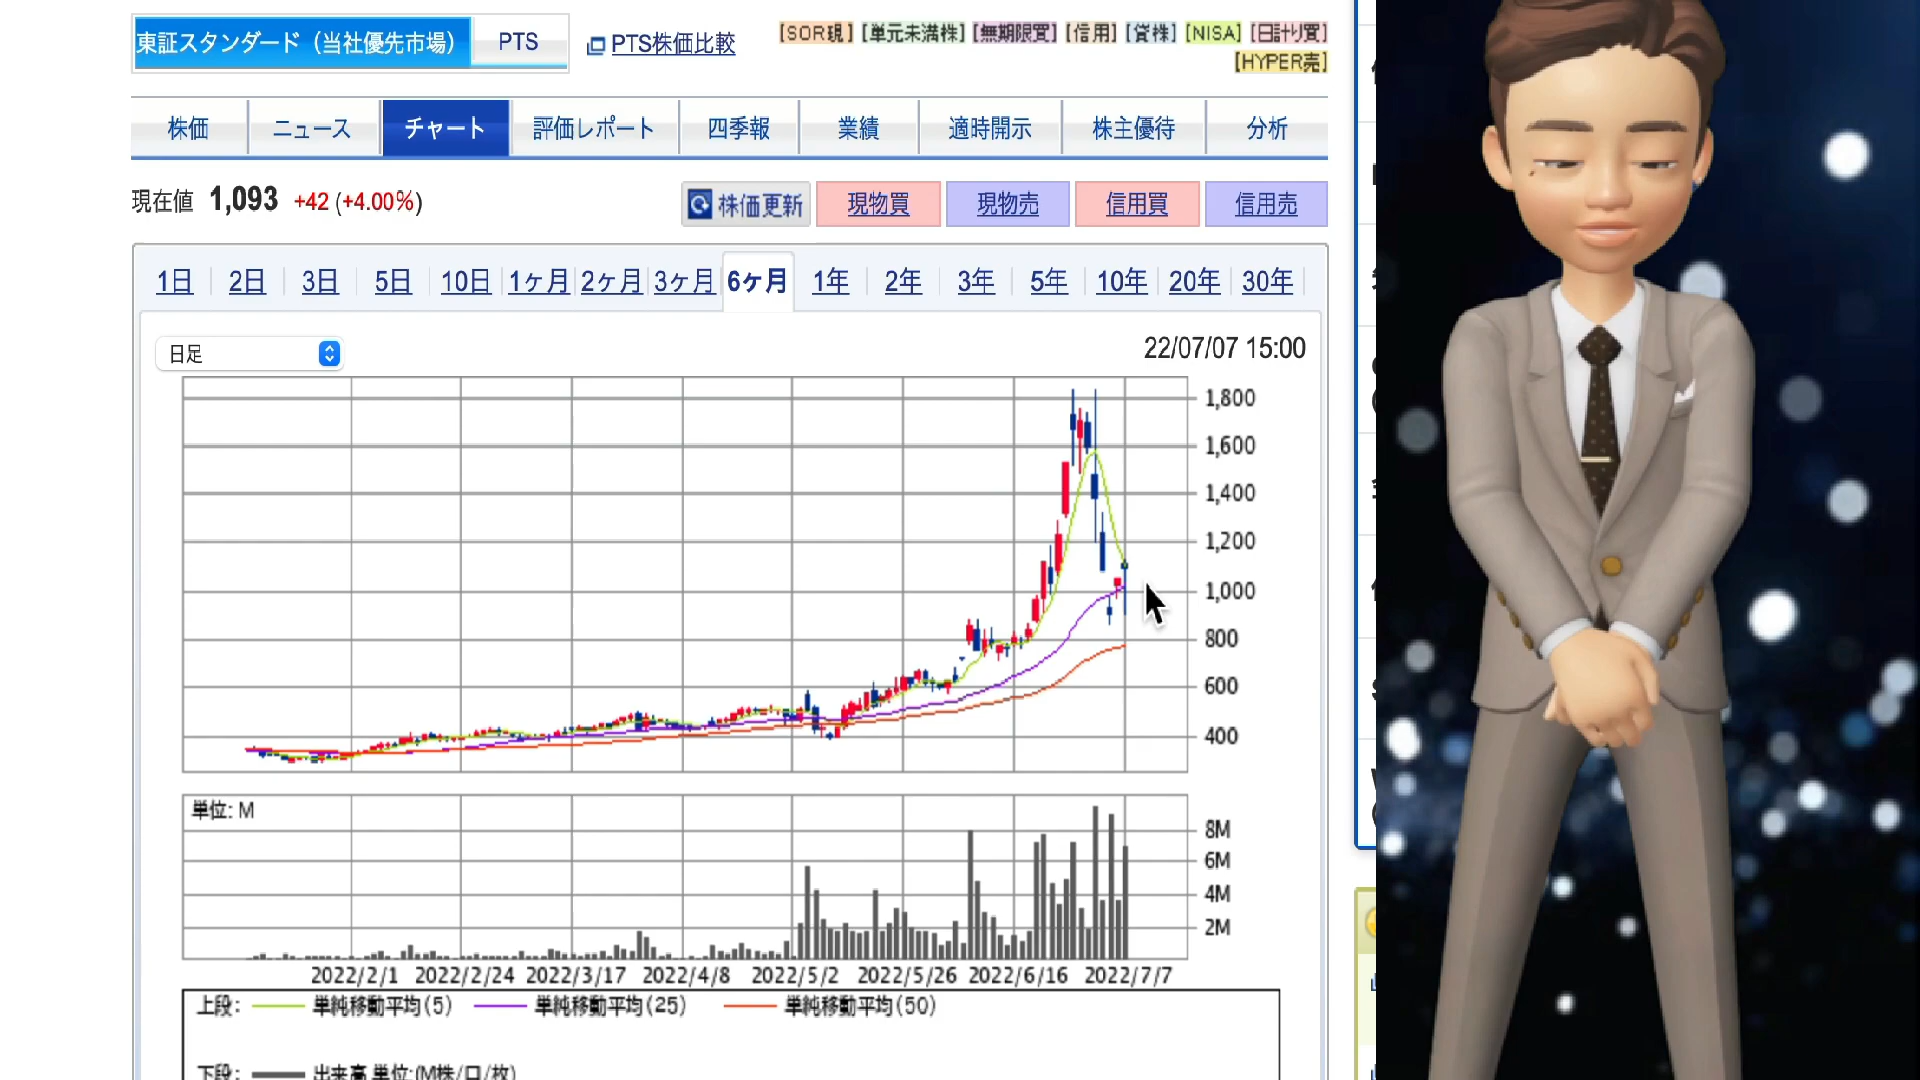 東証スタンダード（当社優先市場） PTS PTS株価比較 [SOR現] [単元未満株] [無期限買] [信用] [貸株] [NISA] [日計り買]
[HYPER売]
株価 ニュース チャート 評価レポート 四季報 業績 適時開示 株主優待 分析
現在値 1,093 +42 (+4.00%) 株価更新 現物買 現物売 信用買 信用売
1日 2日 3日 5日 10日 1ヶ月 2ヶ月 3ヶ月 6ヶ月 1年 2年 3年 5年 10年 20年 30年
日足 22/07/07 15:00
1,800
1,600
1,400
1,200
1,000
800
600
400
単位: M
8M
6M
4M
2M
2022/2/1 2022/2/24 2022/3/17 2022/4/8 2022/5/2 2022/5/26 2022/6/16 2022/7/7
上段: 単純移動平均(5) 単純移動平均(25) 単純移動平均(50)
下段: 出来高 単位:(M株/口/枚)